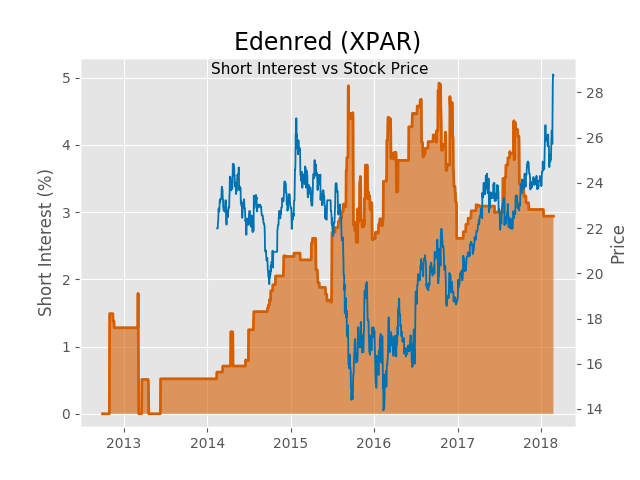 Edenred (XPAR)
Short Interest vs Stock Price
Short Interest (%)
5
4
3
2
1
0
28
26
24
22
20
18
16
14
Price
2013 2014 2015 2016 2017 2018